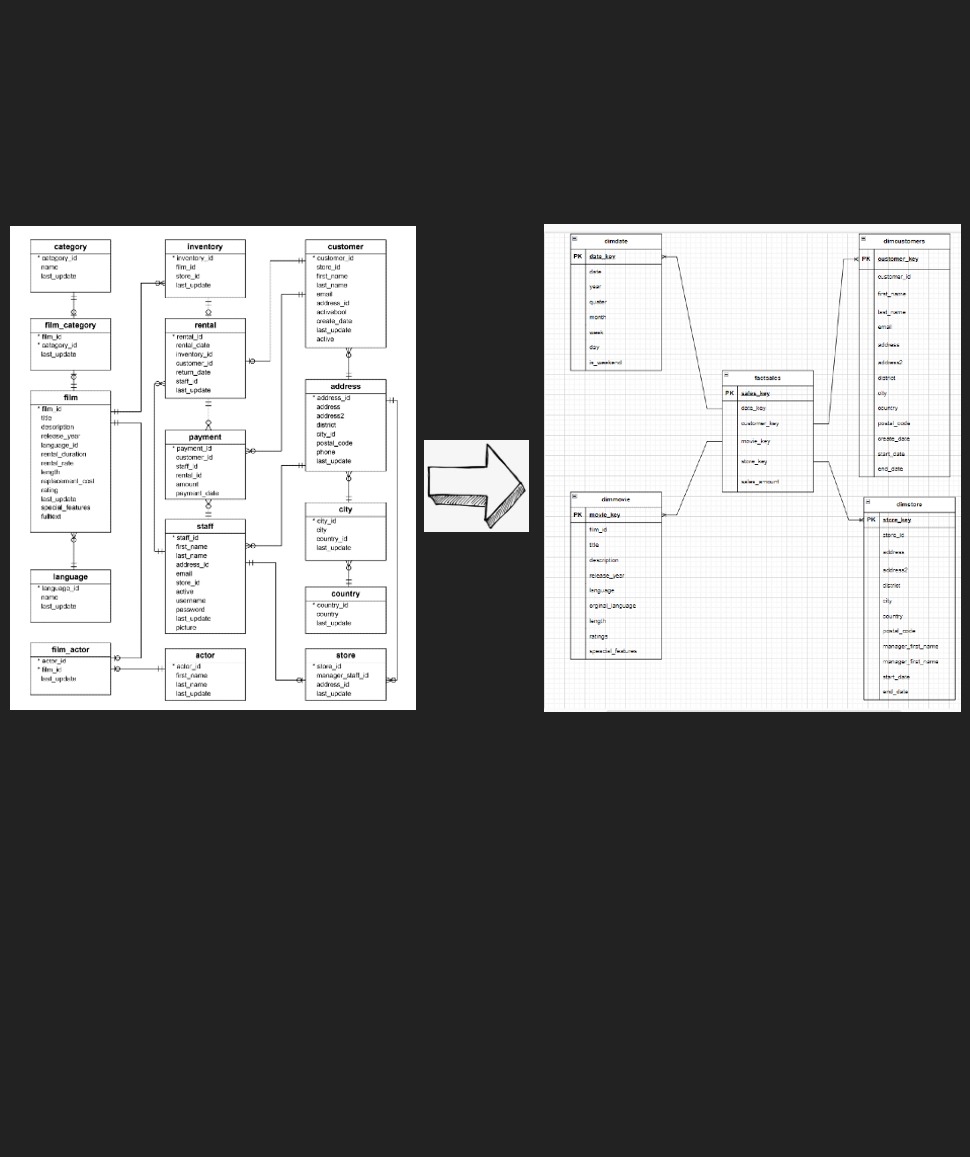 category
* category_id
name
last_update
film_category
* film_id
* category_id
last_update
film
* film_id
title
description
release_year
language_id
rental_duration
rental_rate
length
replacement_cost
rating
last_update
special_features
fulltext
language
* language_id
name
last_update
film_actor
* actor_id
* film_id
last_update
inventory
* inventory_id
film_id
store_id
last_update
rental
* rental_id
rental_date
inventory_id
customer_id
return_date
staff_id
last_update
payment
* payment_id
customer_id
staff_id
rental_id
amount
payment_date
staff
* staff_id
first_name
last_name
address_id
email
store_id
active
username
password
last_update
picture
actor
* actor_id
first_name
last_name
last_update
customer
* customer_id
store_id
first_name
last_name
email
address_id
activebool
create_date
last_update
active
address
* address_id
address
address2
district
city_id
postal_code
phone
last_update
city
* city_id
city
country_id
last_update
country
* country_id
country
last_update
store
* store_id
manager_staff_id
address_id
last_update
dimdate
PK date_key
date
year
quater
month
week
day
is_weekend
dimmovie
PK movie_key
film_id
title
description
release_year
language
orginal_language
length
ratings
speacial_features
factsales
PK sales_key
date_key
customer_key
movie_key
store_key
sales_amount
dimcustomers
PK customer_key
customer_id
first_name
last_name
email
address
address2
district
city
country
postal_code
create_date
start_date
end_date
dimstore
PK store_key
store_id
address
address2
district
city
country
postal_code
manager_first_name
manager_first_name
start_date
end_date